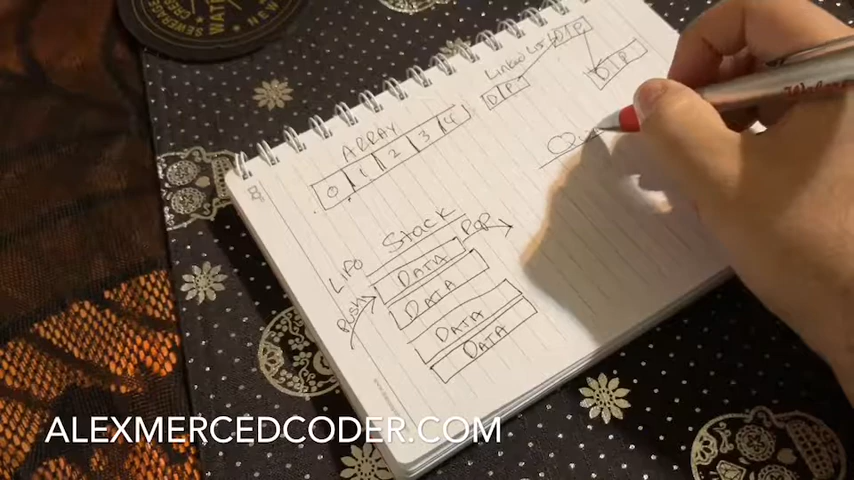 ARRAY
0 1 2 3 4
Linked List
D P
D P
D P
Stack
LIFO
Push
Pop
DATA
DATA
DATA
DATA
ALEXMERCEDCODER.COM